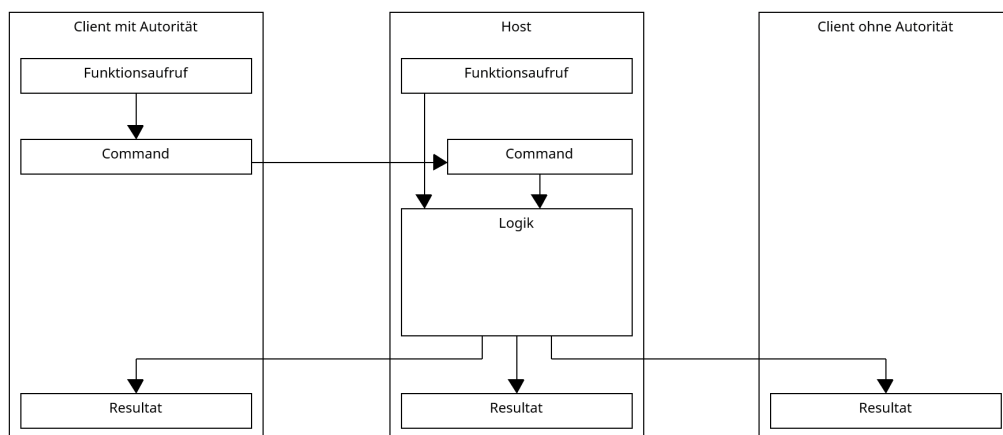 Client mit Autorität
Host
Client ohne Autorität
Funktionsaufruf
Funktionsaufruf
Command
Command
Logik
Resultat
Resultat
Resultat